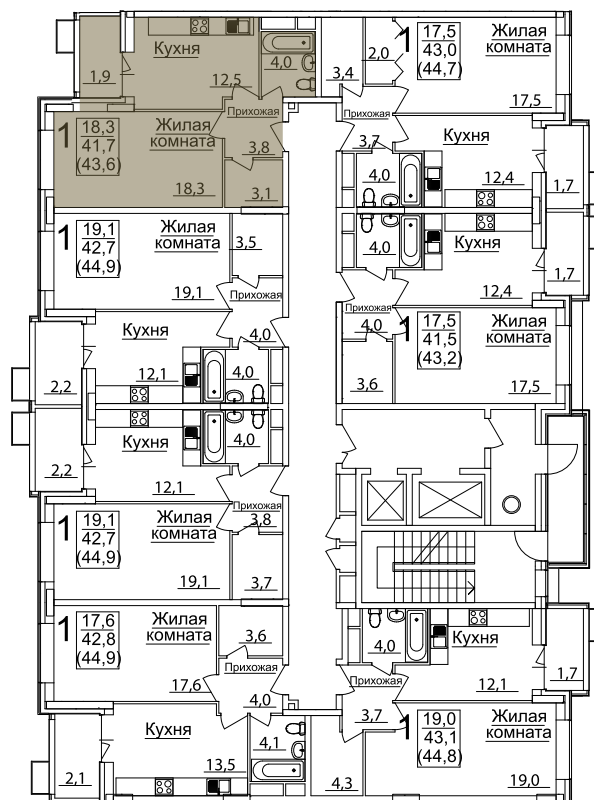 Кухня
1,9
12,5
4,0
3,4
2,0
1
17,5
43,0
(44,7)
Жилая
комната
17,5
Прихожая
1
18,3
41,7
(43,6)
Жилая
комната
3,8
18,3
3,1
3,7
Прихожая
Кухня
4,0
12,4
1,7
1
19,1
42,7
(44,9)
Жилая
комната
3,5
19,1
Прихожая
4,0
Кухня
4,0
12,4
1,7
Прихожая
4,0
1
17,5
41,5
(43,2)
Жилая
комната
3,6
17,5
Кухня
2,2
12,1
4,0
Кухня
2,2
12,1
4,0
Прихожая
3,8
1
19,1
42,7
(44,9)
Жилая
комната
19,1
3,7
1
17,6
42,8
(44,9)
Жилая
комната
3,6
17,6
Прихожая
4,0
Кухня
4,0
12,1
1,7
Прихожая
3,7
Кухня
2,1
13,5
4,1
4,3
1
19,0
43,1
(44,8)
Жилая
комната
19,0